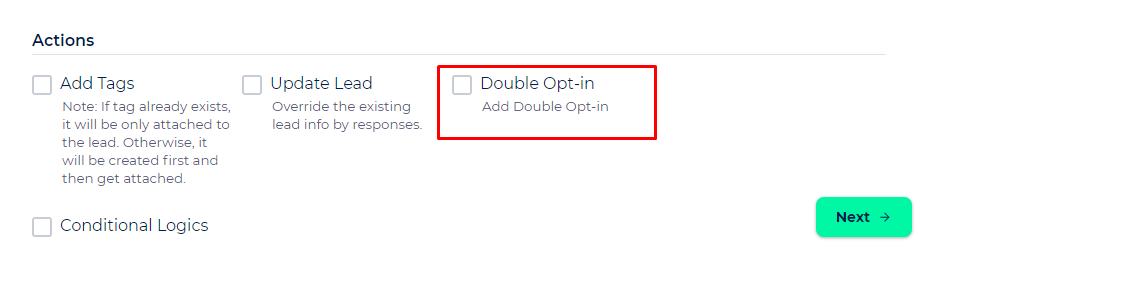 Actions
Add Tags
Note: If tag already exists,
it will be only attached to
the lead. Otherwise, it
will be created first and
then get attached.
Update Lead
Override the existing
lead info by responses.
Double Opt-in
Add Double Opt-in
Conditional Logics
Next →